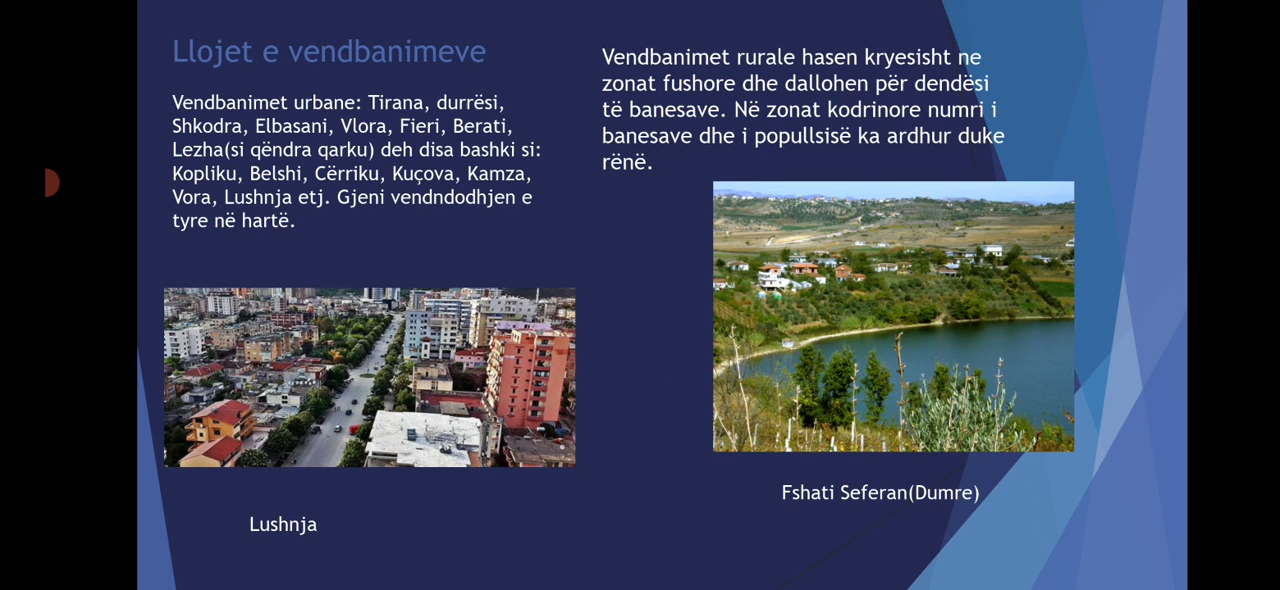 Llojet e vendbanimeve
Vendbanimet urbane: Tirana, durrësi,
Shkodra, Elbasani, Vlora, Fieri, Berati,
Lezha(si qëndra qarku) deh disa bashki si:
Kopliku, Belshi, Cërriku, Kuçova, Kamza,
Vora, Lushnja etj. Gjeni vendndodhjen e
tyre në hartë.
Lushnja
Vendbanimet rurale hasen kryesisht ne
zonat fushore dhe dallohen për dendësi
të banesave. Në zonat kodrinore numri i
banesave dhe i popullsisë ka ardhur duke
rënë.
Fshati Seferan(Dumre)